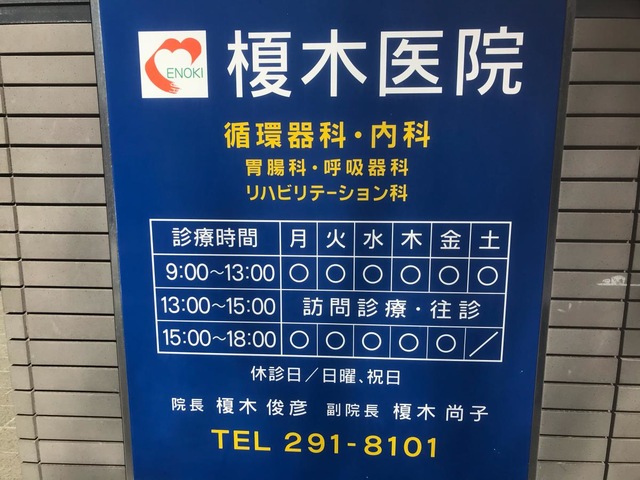 ENOKI
榎木医院
循環器科・内科
胃腸科・呼吸器科
リハビリテーション科
診療時間 月 火 水 木 金 土
9:00〜13:00 ○ ○ ○ ○ ○ ○
13:00〜15:00 訪問診療・往診
15:00〜18:00 ○ ○ ○ ○ ○ ／
休診日／日曜、祝日
院長 榎木 俊彦 副院長 榎木 尚子
TEL 291-8101